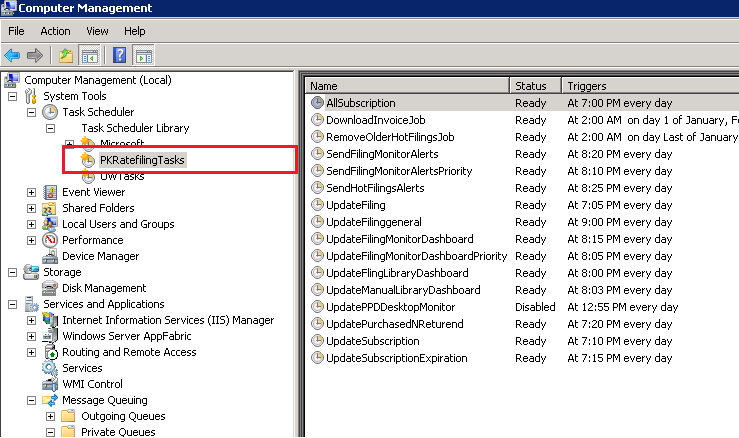 Computer Management
File Action View Help
Computer Management (Local)
System Tools
Task Scheduler
Task Scheduler Library
Microsoft
PKRatefilingTasks
UWTasks
Event Viewer
Shared Folders
Local Users and Groups
Performance
Device Manager
Storage
Disk Management
Services and Applications
Internet Information Services (IIS) Manager
Windows Server AppFabric
Routing and Remote Access
Services
WMI Control
Message Queuing
Outgoing Queues
Private Queues
Name Status Triggers
AllSubscription Ready At 7:00 PM every day
DownloadInvoiceJob Ready At 2:00 AM on day 1 of January, Fe
RemoveOlderHotFilingsJob Ready At 2:00 AM on day Last of January
SendFilingMonitorAlerts Ready At 8:20 PM every day
SendFilingMonitorAlertsPriority Ready At 8:10 PM every day
SendHotFilingsAlerts Ready At 8:25 PM every day
UpdateFiling Ready At 7:05 PM every day
UpdateFilinggeneral Ready At 9:00 PM every day
UpdateFilingMonitorDashboard Ready At 8:15 PM every day
UpdateFilingMonitorDashboardPriority Ready At 8:05 PM every day
UpdateFlingLibraryDashboard Ready At 8:00 PM every day
UpdateManualLibraryDashboard Ready At 8:03 PM every day
UpdatePPDDesktopMonitor Disabled At 12:55 PM every day
UpdatePurchasedNReturend Ready At 7:20 PM every day
UpdateSubscription Ready At 7:10 PM every day
UpdateSubscriptionExpiration Ready At 7:15 PM every day